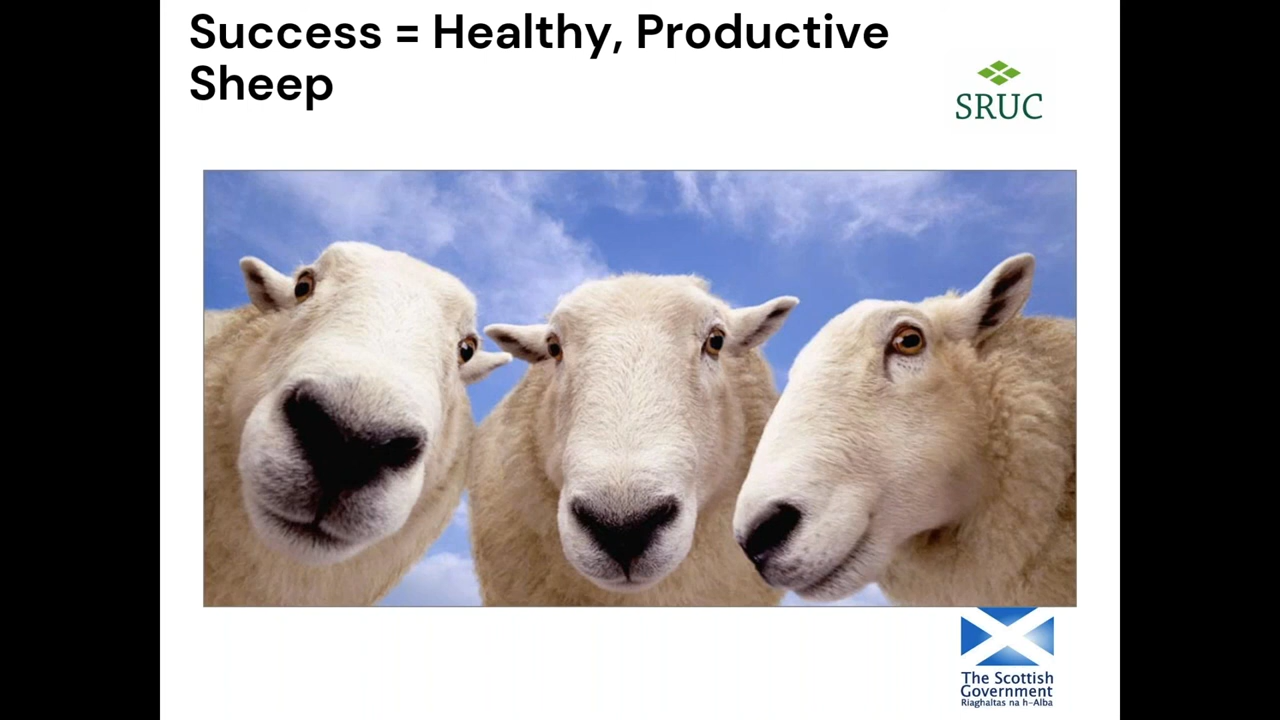 Success = Healthy, Productive
Sheep
SRUC
The Scottish
Government
Riaghaltas na h-Alba